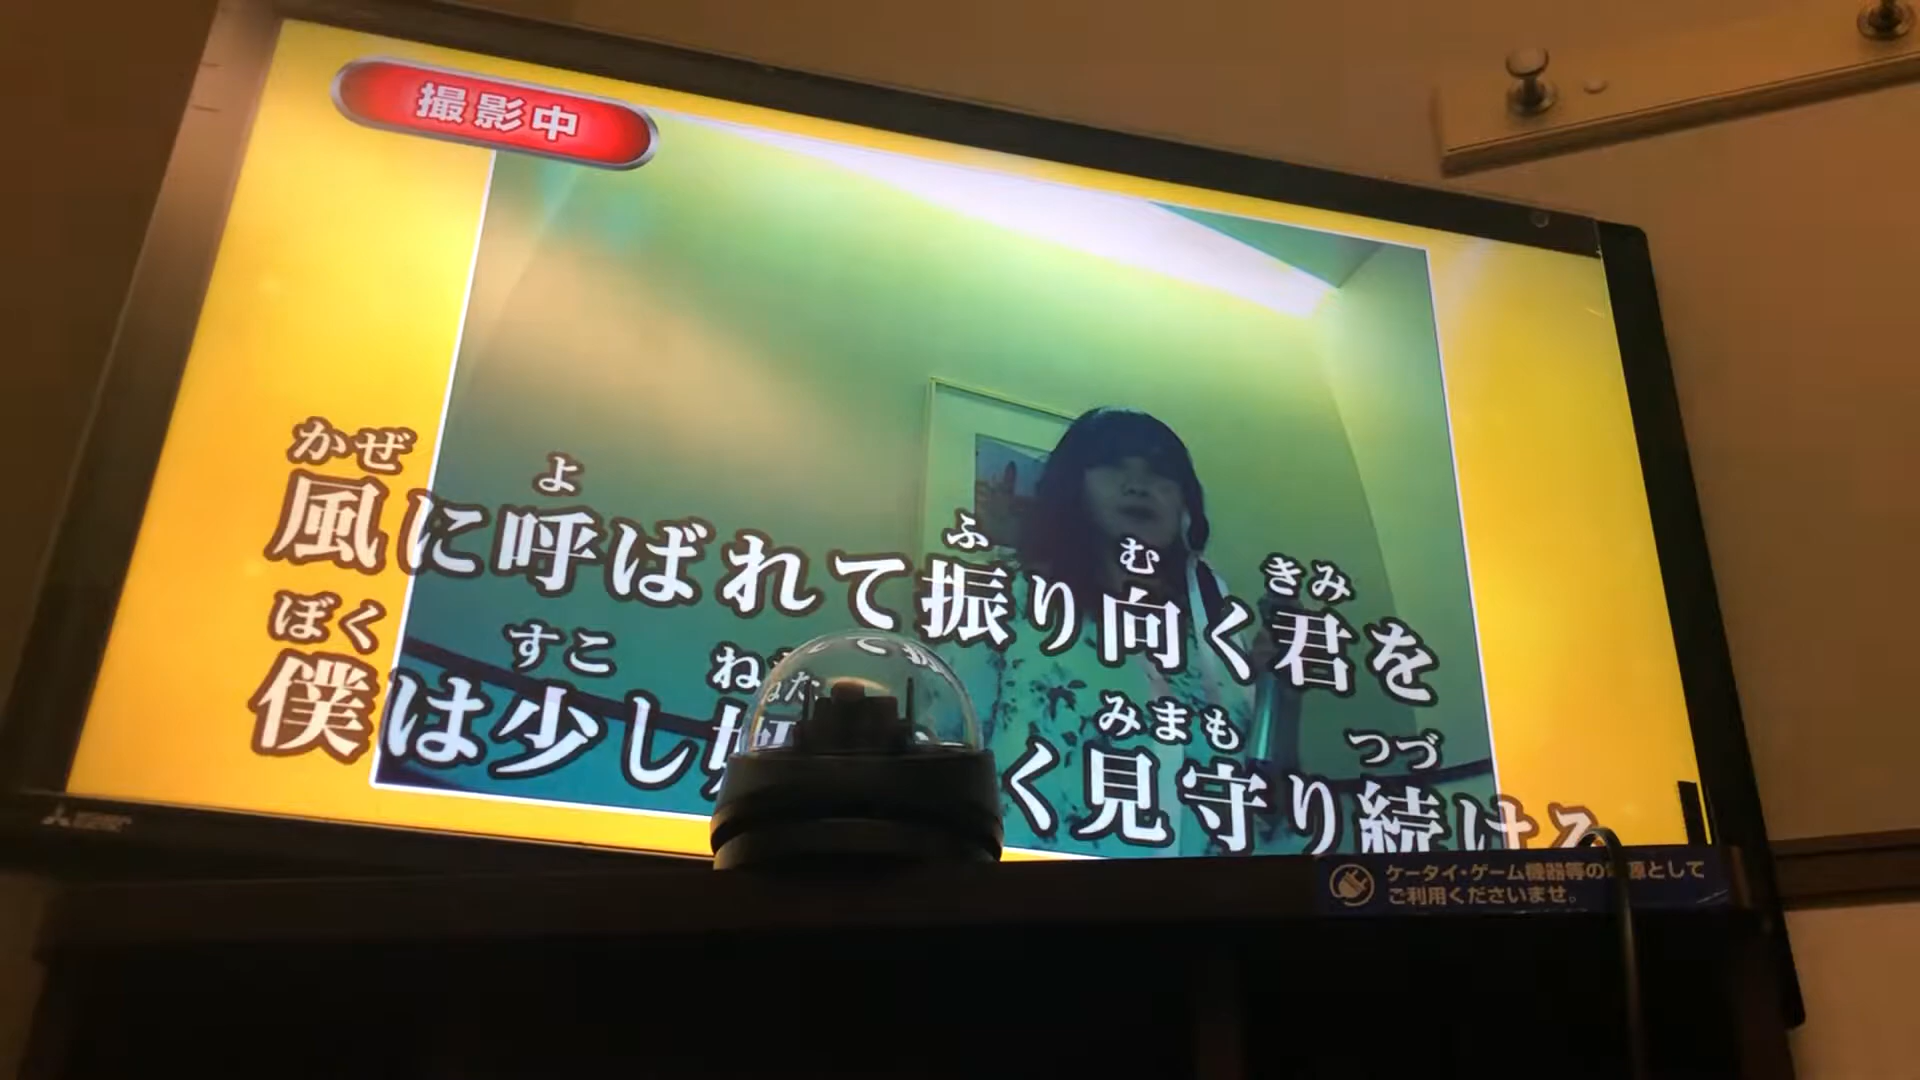 撮影中
かぜ よ ふ む きみ
風に呼ばれて振り向く君を
ぼく すこ ね みまも つづ
僕は少し く見守り続ける
ケータイ・ゲーム機器等の 源として
ご利用くださいませ。